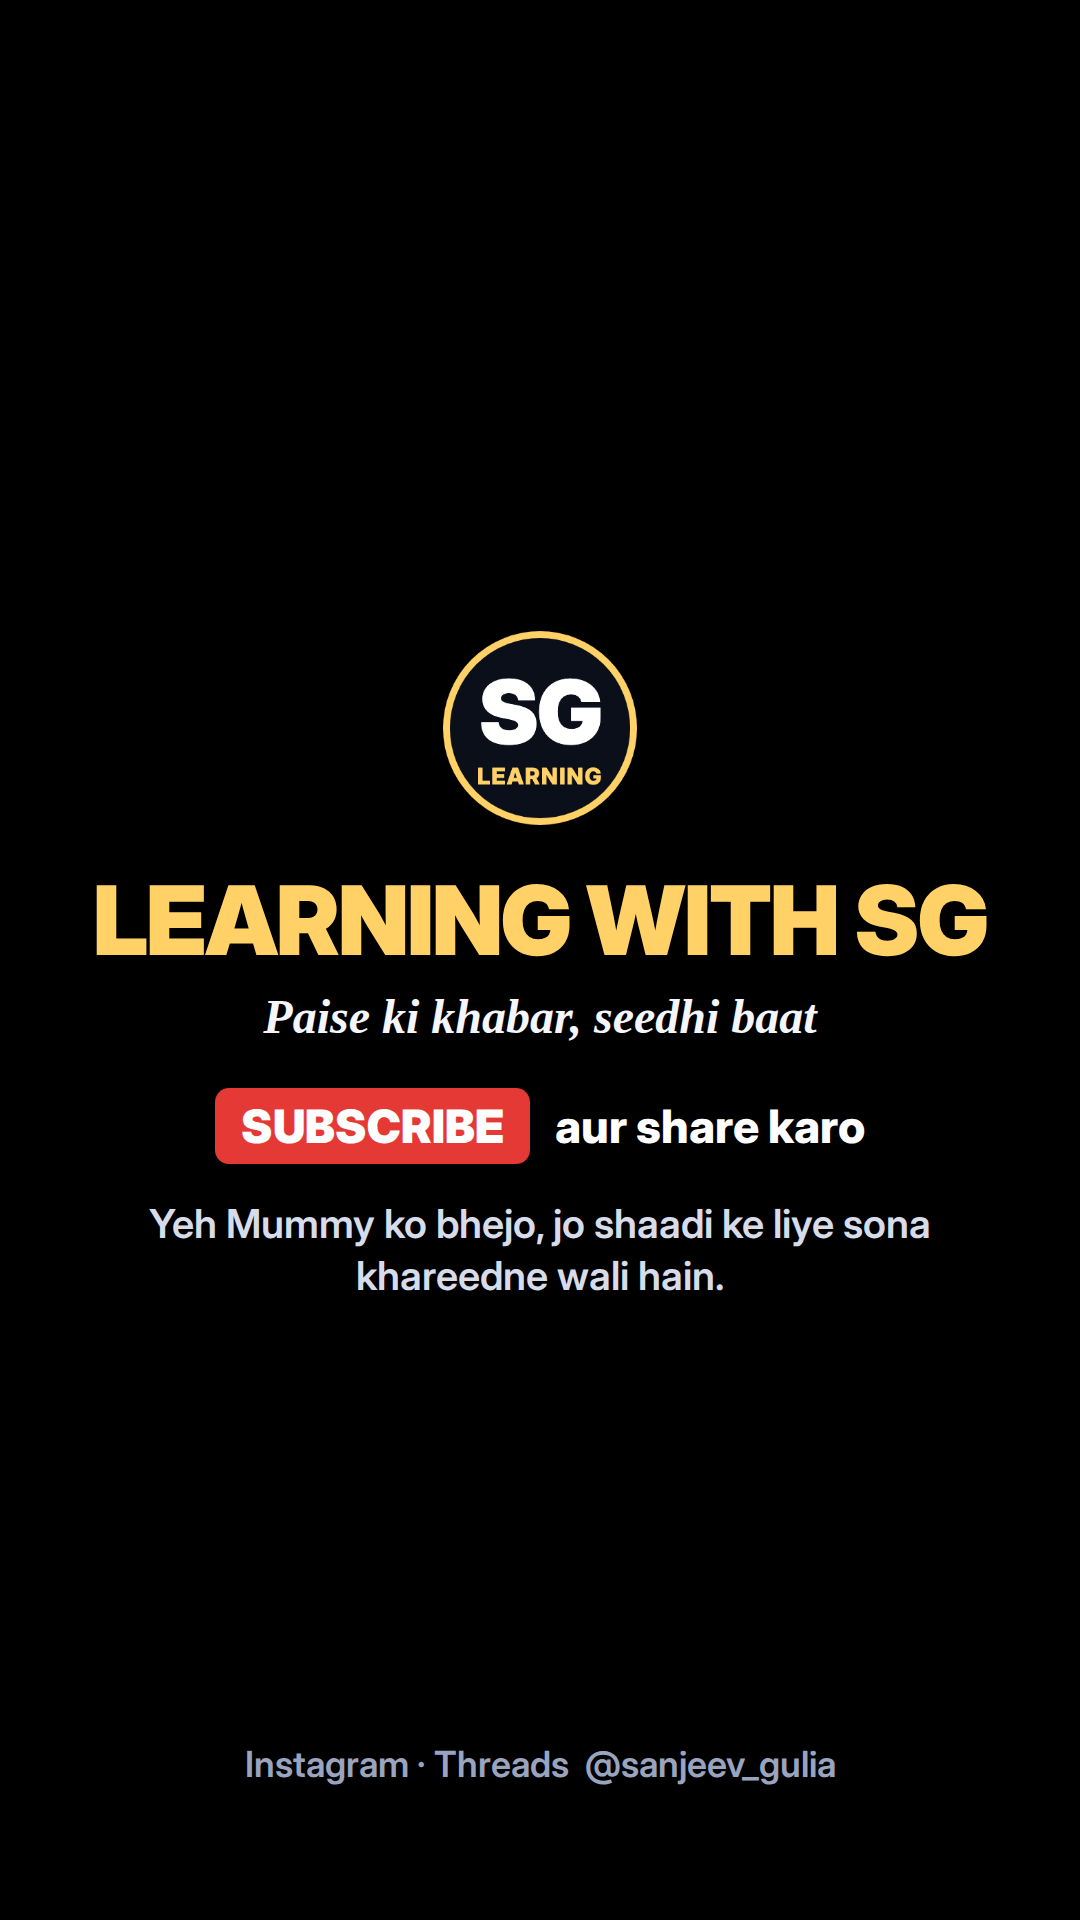 SG
LEARNING
LEARNING WITH SG
Paise ki khabar, seedhi baat
SUBSCRIBE aur share karo
Yeh Mummy ko bhejo, jo shaadi ke liye sona
khareedne wali hain.
Instagram · Threads @sanjeev_gulia